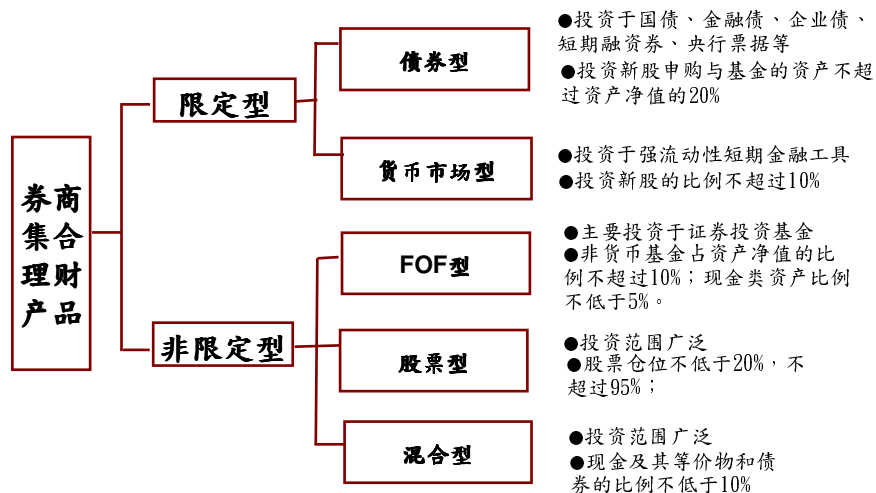 券商
集合
理财
产品
限定型
债券型
●投资于国债、金融债、企业债、
短期融资券、央行票据等
●投资新股申购与基金的资产不超
过资产净值的20%
货币市场型
●投资于强流动性短期金融工具
●投资新股的比例不超过10%
非限定型
FOF型
●主要投资于证券投资基金
●非货币基金占资产净值的比
例不超过10%；现金类资产比例
不低于5%。
股票型
●投资范围广泛
●股票仓位不低于20%，不
超过95%；
混合型
●投资范围广泛
●现金及其等价物和债
券的比例不低于10%